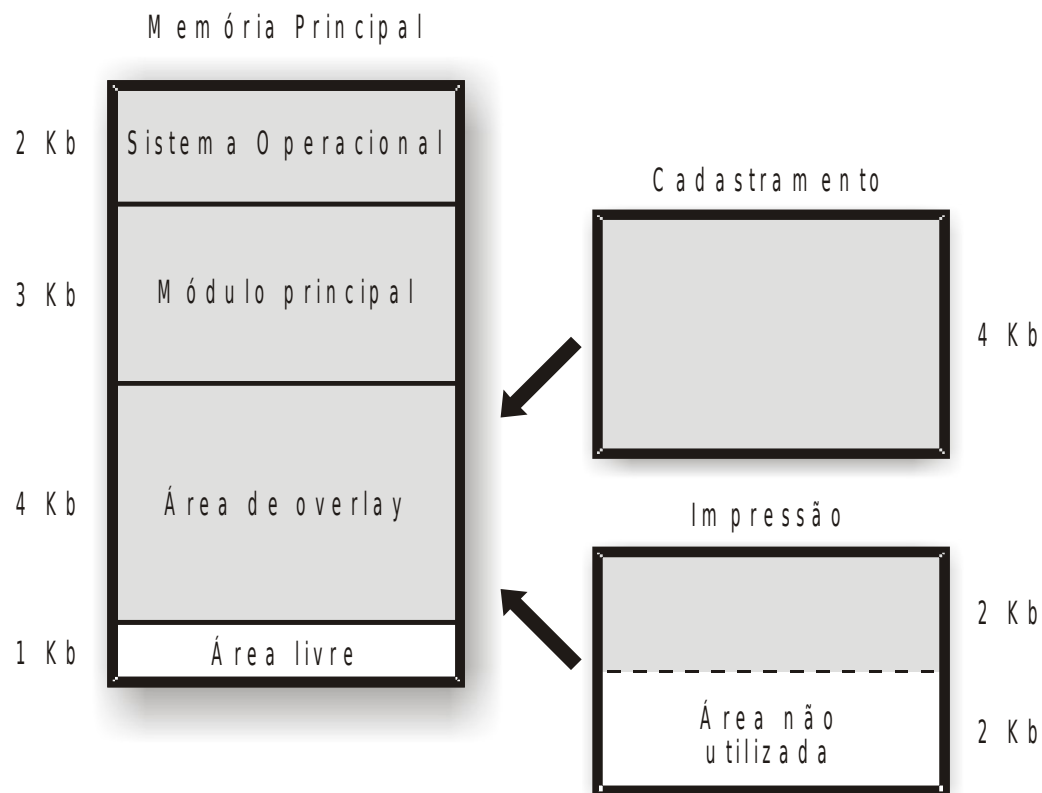 Memória Principal
2 Kb
Sistema Operacional
3 Kb
Módulo principal
4 Kb
Área de overlay
1 Kb
Área livre
Cadastramento
4 Kb
Impressão
2 Kb
Área não
utilizada
2 Kb